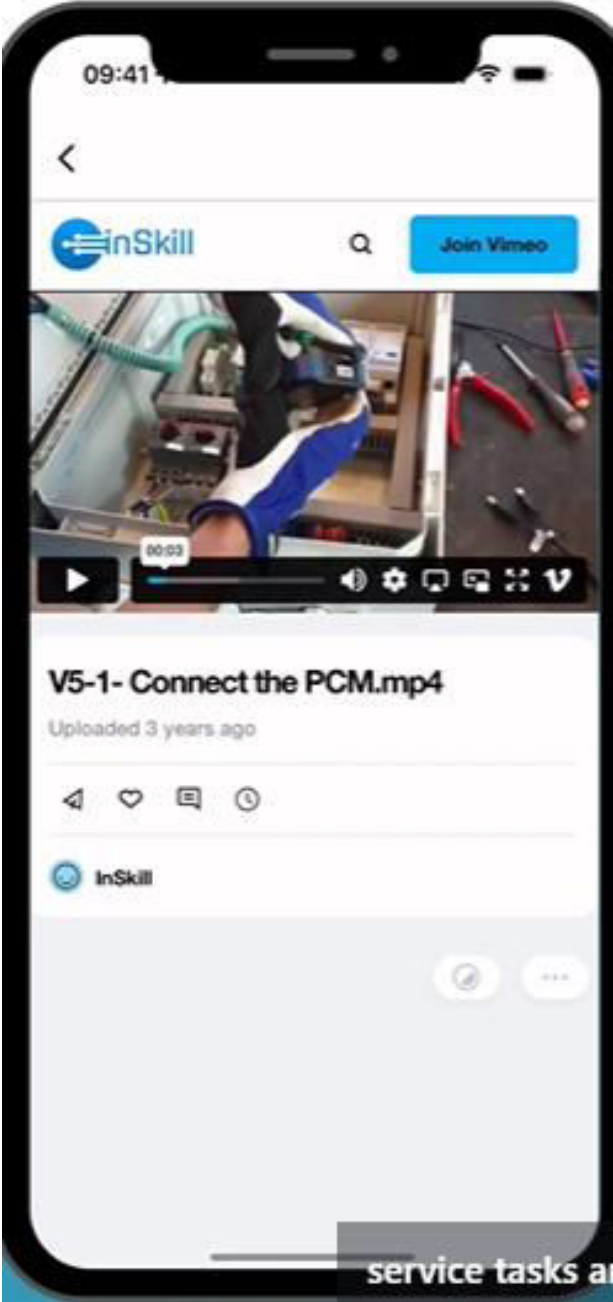 09:41
inSkill
Join Vimeo
00:03
V5-1- Connect the PCM.mp4
Uploaded 3 years ago
InSkill
service tasks